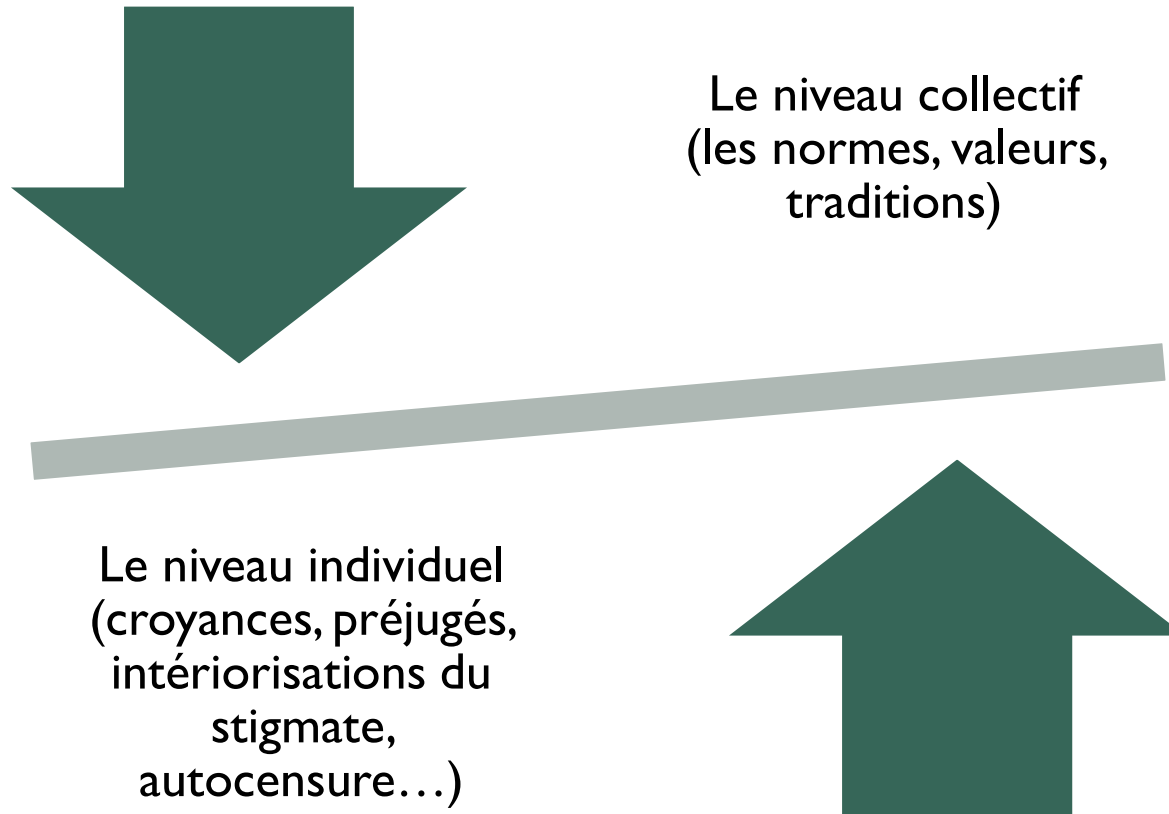 Le niveau collectif
(les normes, valeurs,
traditions)
Le niveau individuel
(croyances, préjugés,
intériorisations du
stigmate,
autocensure…)